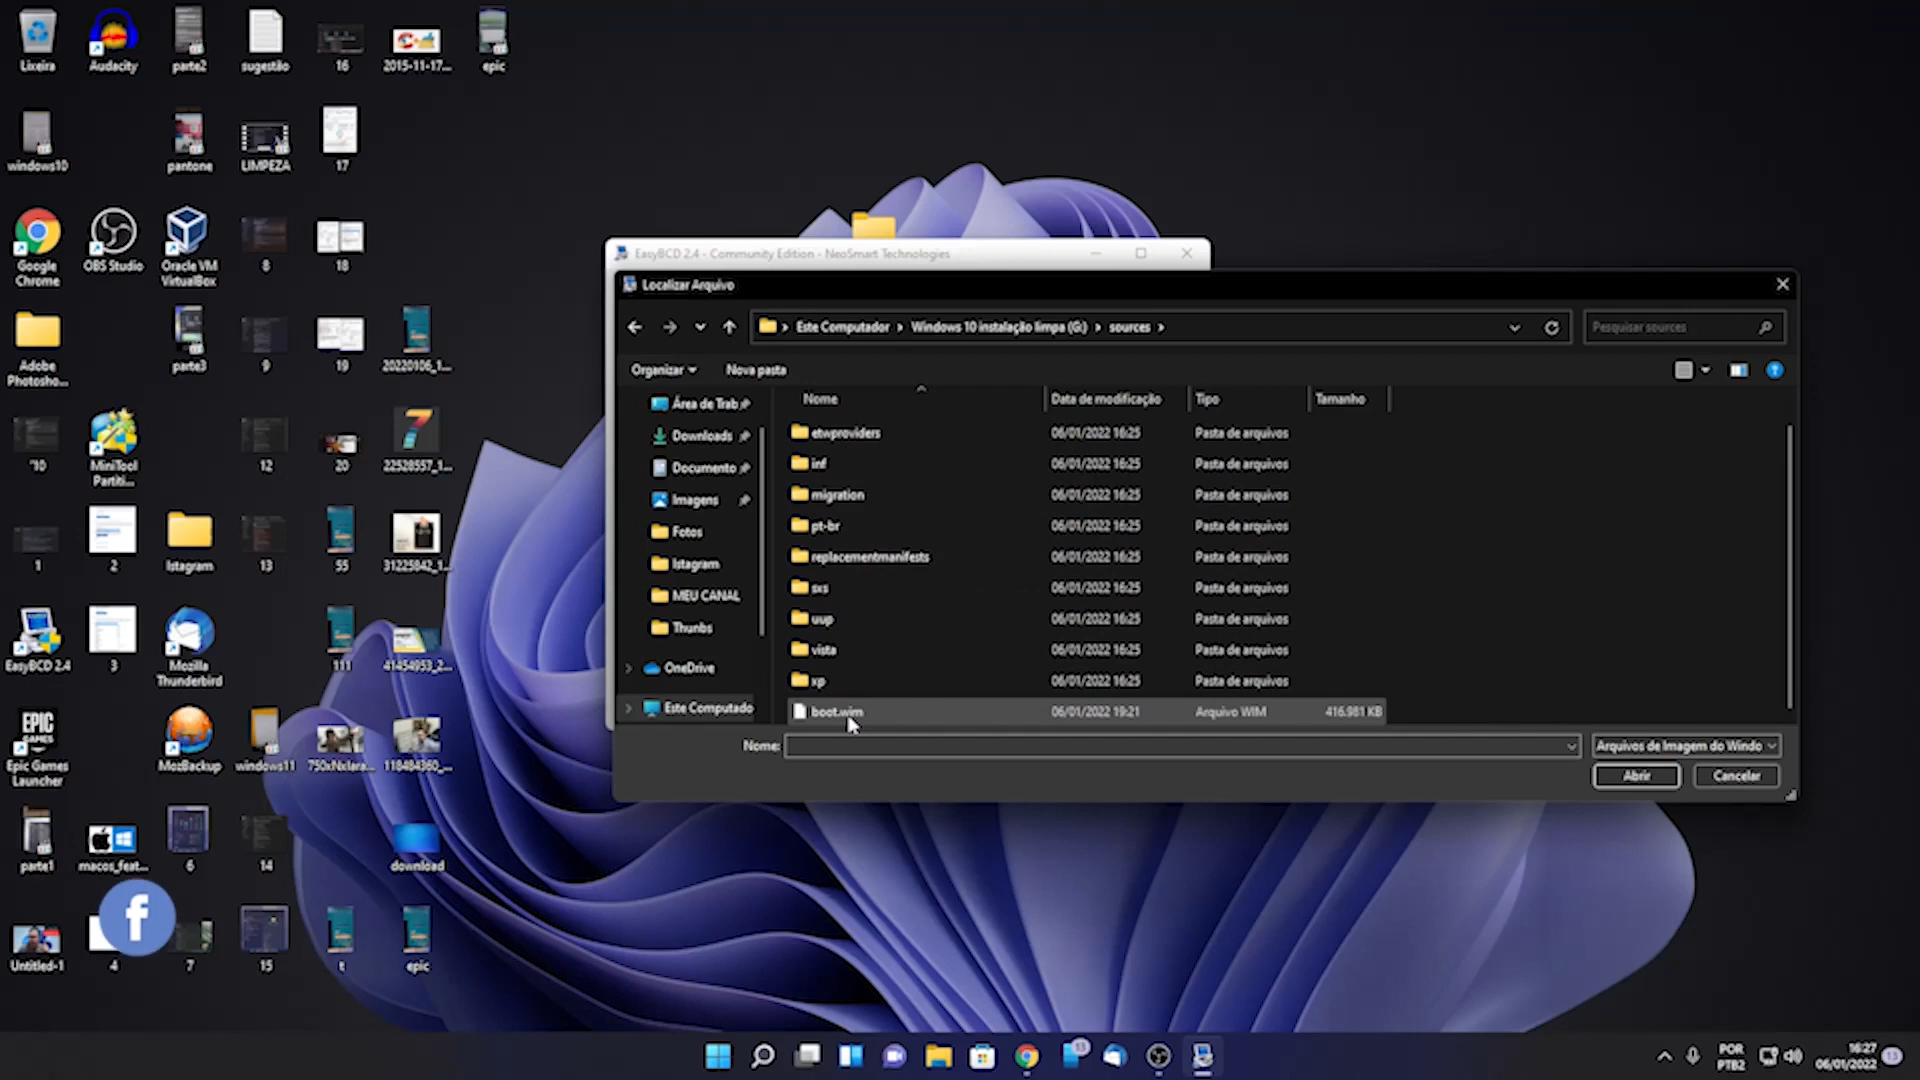 Lixeira
Audacity
parte2
sugestão
16
2015-11-17...
epic
windows10
pantone
LIMPEZA
17
Google
Chrome
OBS Studio
Oracle VM
VirtualBox
8
18
Adobe
Photosho...
parte3
9
19
20220106_1...
'10
MiniTool
Partiti...
12
20
22528557_1...
1
2
Istagram
13
55
31225842_1...
EasyBCD 2.4
3
Mozilla
Thunderbird
111
41454953_2...
EPIC
GAMES
Epic Games
Launcher
MozBackup
windows11
750xNxlara...
118484360_...
parte1
macos_feat...
6
14
download
f
Untitled-1
4
7
15
t
epic
EasyBCD 2.4 - Community Edition - NeoSmart Technologies
Localizar Arquivo
Este Computador
Windows 10 instalação limpa (G:)
sources
Pesquisar sources
Organizar
Nova pasta
Nome
Data de modificação
Tipo
Tamanho
Área de Trab
Downloads
Documento
Imagens
Fotos
Istagram
MEU CANAL
Thunbs
OneDrive
Este Computado
etwproviders 06/01/2022 16:25 Pasta de arquivos
inf 06/01/2022 16:25 Pasta de arquivos
migration 06/01/2022 16:25 Pasta de arquivos
pt-br 06/01/2022 16:25 Pasta de arquivos
replacementmanifests 06/01/2022 16:25 Pasta de arquivos
sxs 06/01/2022 16:25 Pasta de arquivos
uup 06/01/2022 16:25 Pasta de arquivos
vista 06/01/2022 16:25 Pasta de arquivos
xp 06/01/2022 16:25 Pasta de arquivos
boot.wim 06/01/2022 19:21 Arquivo WIM 416.981 KB
Nome:
Arquivos de Imagem do Windo
Abrir
Cancelar
13
POR
PTB2
16:27
06/01/2022
13